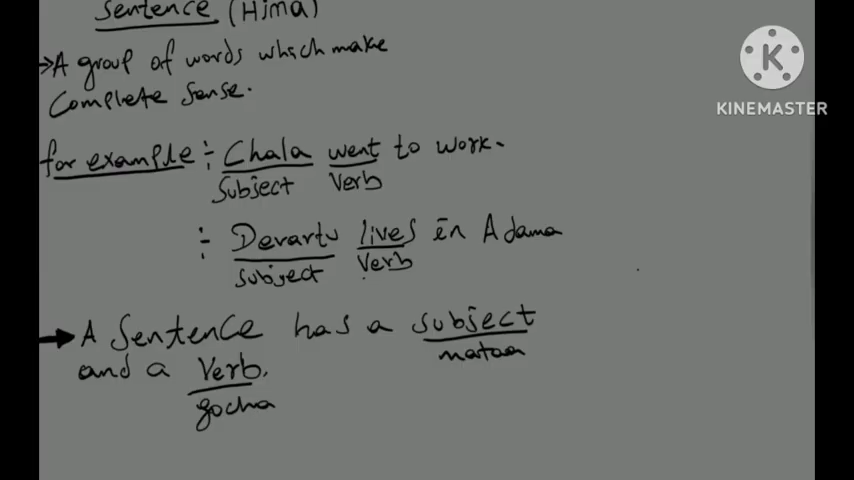 Sentence (Hima)
→A group of words which make
Complete sense.
for example ÷ Chala went to work.
Subject Verb
÷ Derartu lives in Adama
subject Verb
→ A Sentence has a subject
mataa
and a Verb.
gocha
K
KINEMASTER